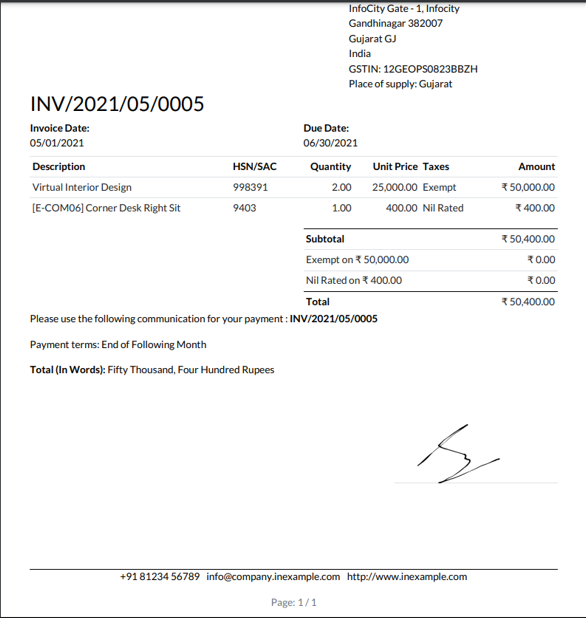 InfoCity Gate - 1, Infocity
Gandhinagar 382007
Gujarat GJ
India
GSTIN: 12GEOPS0823BBZH
Place of supply: Gujarat
INV/2021/05/0005
Invoice Date: Due Date:
05/01/2021 06/30/2021
Description HSN/SAC Quantity Unit Price Taxes Amount
Virtual Interior Design 998391 2.00 25,000.00 Exempt ₹ 50,000.00
[E-COM06] Corner Desk Right Sit 9403 1.00 400.00 Nil Rated ₹ 400.00
Subtotal ₹ 50,400.00
Exempt on ₹ 50,000.00 ₹ 0.00
Nil Rated on ₹ 400.00 ₹ 0.00
Total ₹ 50,400.00
Please use the following communication for your payment : INV/2021/05/0005
Payment terms: End of Following Month
Total (In Words): Fifty Thousand, Four Hundred Rupees
+91 81234 56789 info@company.inexample.com http://www.inexample.com
Page: 1 / 1